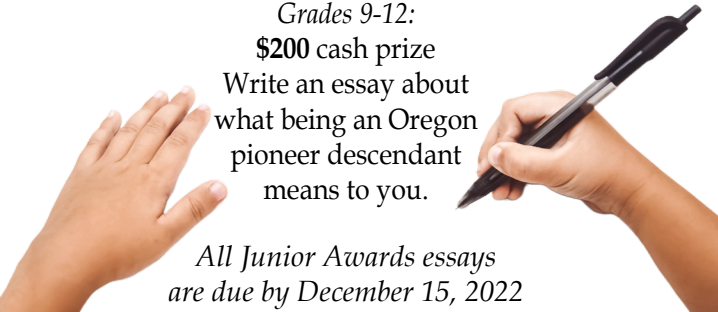 Grades 9-12:
$200 cash prize
Write an essay about
what being an Oregon
pioneer descendant
means to you.
All Junior Awards essays
are due by December 15, 2022